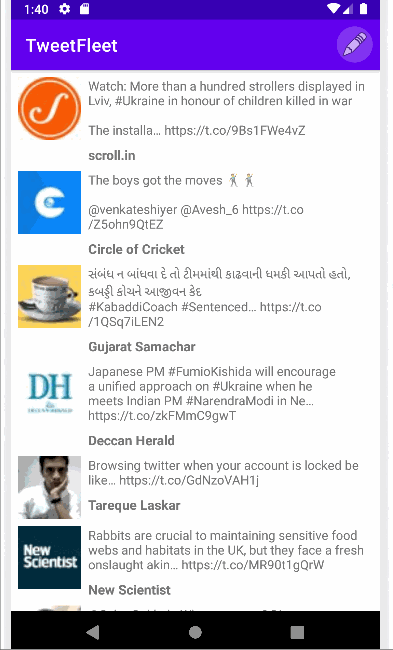 1:40
TweetFleet
Watch: More than a hundred strollers displayed in
Lviv, #Ukraine in honour of children killed in war
The installa… https://t.co/9Bs1FWe4vZ
scroll.in
The boys got the moves 🕺🕺
@venkateshiyer @Avesh_6 https://t.co
/Z5ohn9QtEZ
Circle of Cricket
સંબંધ ન બાંધવા દે તો ટીમમાંથી કાઢવાની ધમકી આપતો હતો,
કબડ્ડી કોચને આજીવન કેદ
#KabaddiCoach #Sentenced… https://t.co
/1QSq7iLEN2
Gujarat Samachar
DH
DECCAN HERALD
Japanese PM #FumioKishida will encourage
a unified approach on #Ukraine when he
meets Indian PM #NarendraModi in Ne…
https://t.co/zkFMmC9gwT
Deccan Herald
Browsing twitter when your account is locked be
like… https://t.co/GdNzoVAH1j
Tareque Laskar
New
Scientist
Rabbits are crucial to maintaining sensitive food
webs and habitats in the UK, but they face a fresh
onslaught akin… https://t.co/MR90t1gQrW
New Scientist